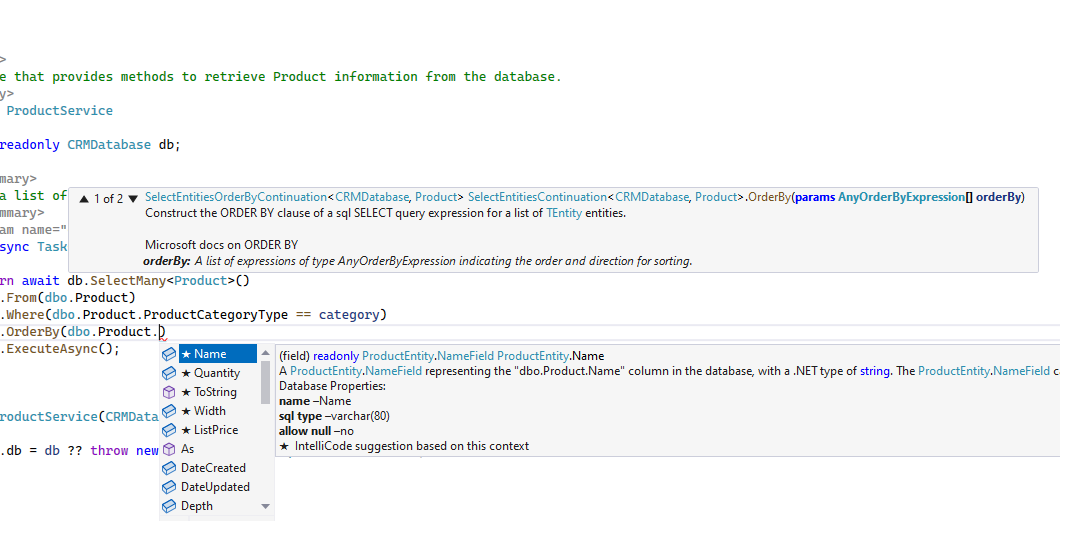 >
e that provides methods to retrieve Product information from the database.
y>
ProductService
readonly CRMDatabase db;
mary>
a list of
mmary>
am name="
sync Task
▲ 1 of 2 ▼ SelectEntitiesOrderByContinuation<CRMDatabase, Product> SelectEntitiesContinuation<CRMDatabase, Product>.OrderBy(params AnyOrderByExpression[] orderBy)
Construct the ORDER BY clause of a sql SELECT query expression for a list of TEntity entities.
Microsoft docs on ORDER BY
orderBy: A list of expressions of type AnyOrderByExpression indicating the order and direction for sorting.
rn await db.SelectMany<Product>()
.From(dbo.Product)
.Where(dbo.Product.ProductCategoryType == category)
.OrderBy(dbo.Product.)
.ExecuteAsync();
★ Name
★ Quantity
★ ToString
★ Width
★ ListPrice
As
DateCreated
DateUpdated
Depth
(field) readonly ProductEntity.NameField ProductEntity.Name
A ProductEntity.NameField representing the "dbo.Product.Name" column in the database, with a .NET type of string. The ProductEntity.NameField c
Database Properties:
name –Name
sql type –varchar(80)
allow null –no
★ IntelliCode suggestion based on this context
roductService(CRMData
.db = db ?? throw new